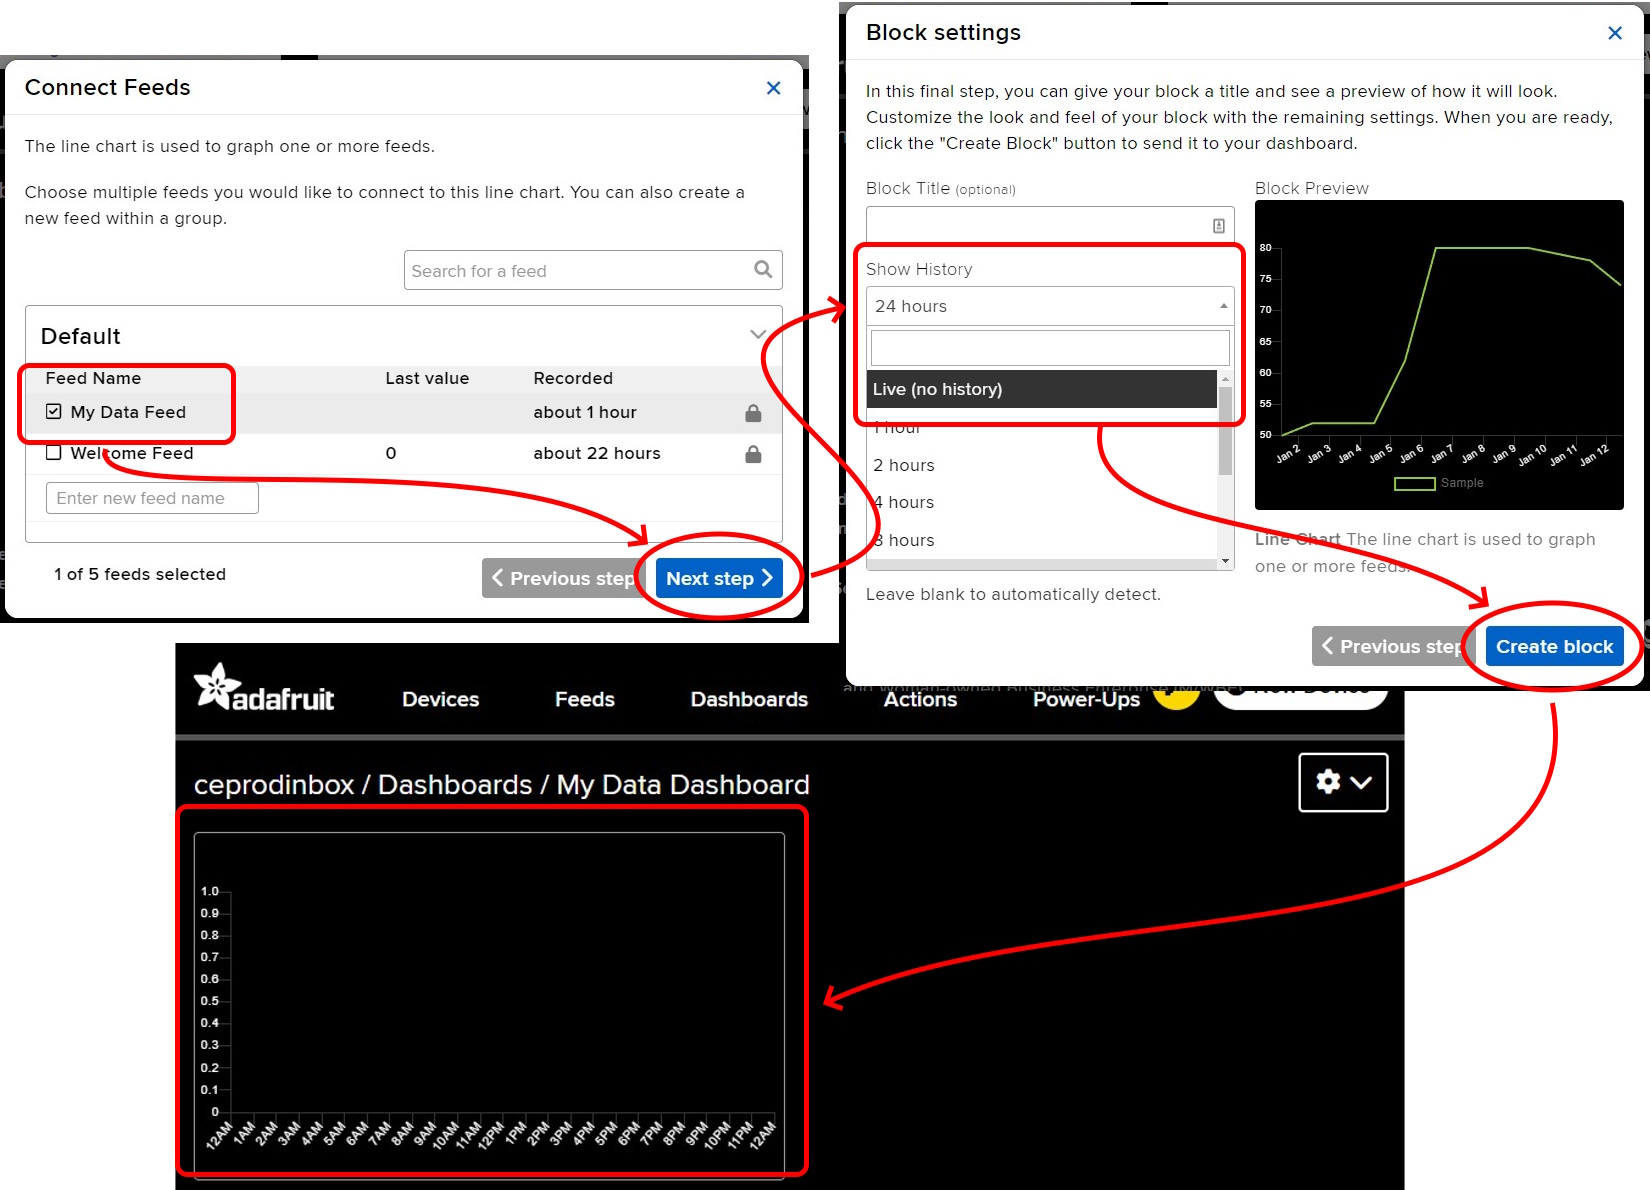 Connect Feeds
The line chart is used to graph one or more feeds.
Choose multiple feeds you would like to connect to this line chart. You can also create a
new feed within a group.
Search for a feed
Default
Feed Name Last value Recorded
My Data Feed about 1 hour
Welcome Feed 0 about 22 hours
Enter new feed name
1 of 5 feeds selected
Previous step Next step
Block settings
In this final step, you can give your block a title and see a preview of how it will look.
Customize the look and feel of your block with the remaining settings. When you are ready,
click the "Create Block" button to send it to your dashboard.
Block Title (optional)
Show History
24 hours
Live (no history)
1 hour
2 hours
4 hours
8 hours
Leave blank to automatically detect.
Block Preview
80
75
70
65
60
55
50
Jan 2 Jan 3 Jan 4 Jan 5 Jan 6 Jan 7 Jan 8 Jan 9 Jan 10 Jan 11 Jan 12
Sample
Line Chart The line chart is used to graph
one or more feeds.
Previous step Create block
adafruit Devices Feeds Dashboards Actions Power-Ups
ceprodinbox / Dashboards / My Data Dashboard
1.0
0.9
0.8
0.7
0.6
0.5
0.4
0.3
0.2
0.1
0
12AM 1AM 2AM 3AM 4AM 5AM 6AM 7AM 8AM 9AM 10AM 11AM 12PM 1PM 2PM 3PM 4PM 5PM 6PM 7PM 8PM 9PM 10PM 11PM 12AM